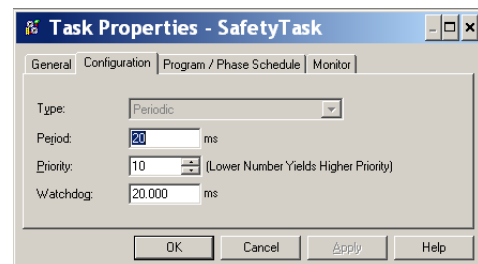 Task Properties - SafetyTask
General Configuration Program / Phase Schedule Monitor
Type: Periodic
Period: 20 ms
Priority: 10 (Lower Number Yields Higher Priority)
Watchdog: 20.000 ms
OK Cancel Apply Help